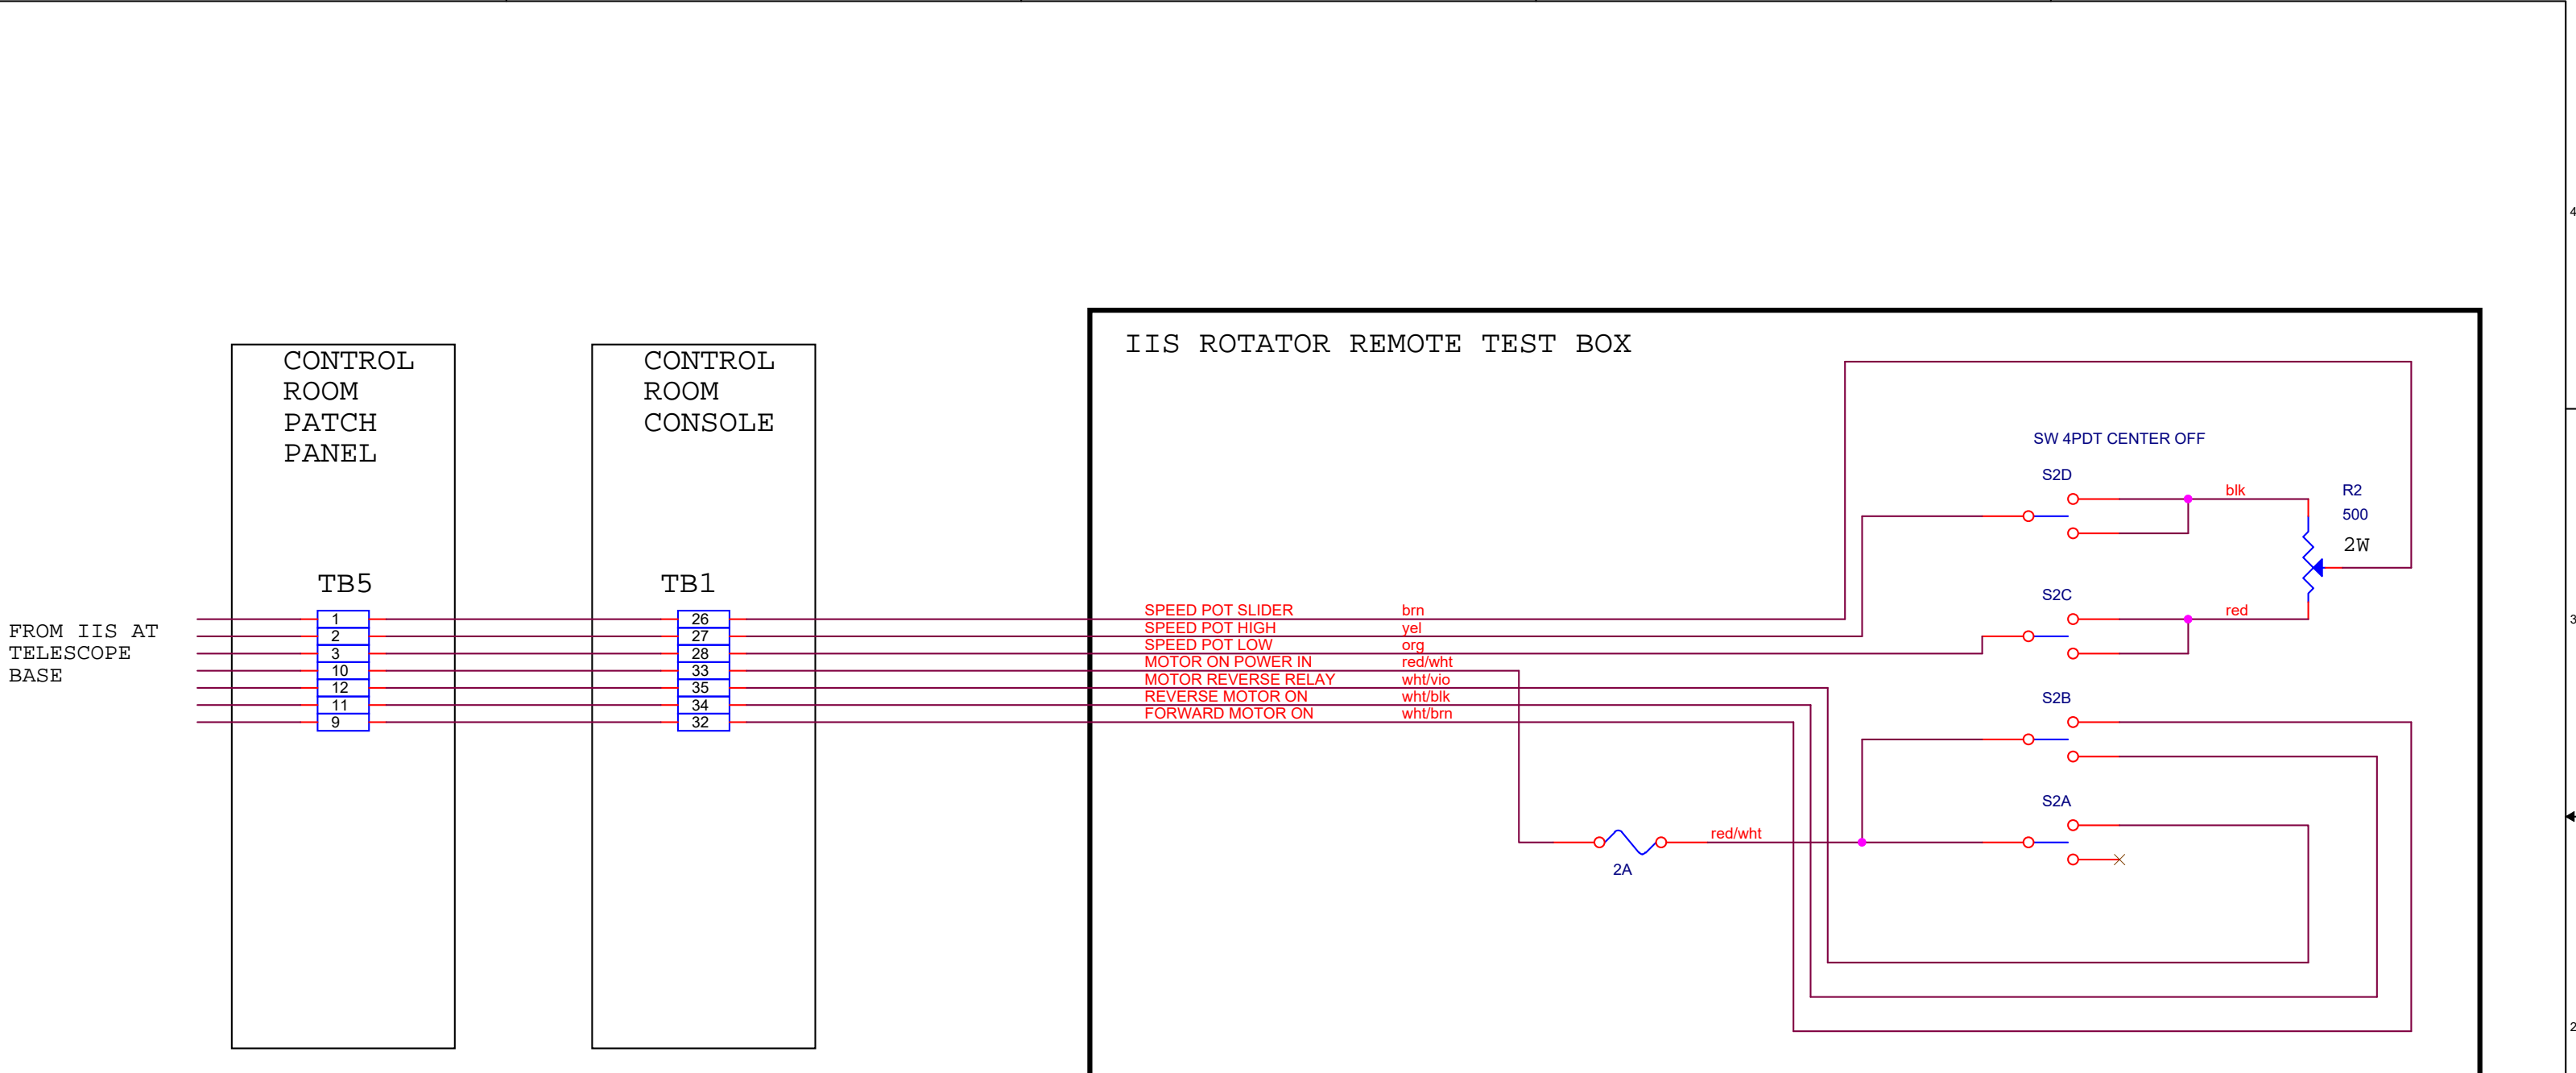 4
IIS ROTATOR REMOTE TEST BOX
CONTROL
ROOM
PATCH
PANEL
CONTROL
ROOM
CONSOLE
SW 4PDT CENTER OFF
S2D
blk
R2
500
2W
TB5
TB1
S2C
red
FROM IIS AT
TELESCOPE
BASE
1
26
SPEED POT SLIDER brn
2
27
SPEED POT HIGH yel
3
28
SPEED POT LOW org
10
33
MOTOR ON POWER IN red/wht
12
35
MOTOR REVERSE RELAY wht/vio
11
34
REVERSE MOTOR ON wht/blk
9
32
FORWARD MOTOR ON wht/brn
3
S2B
S2A
red/wht
2A
2